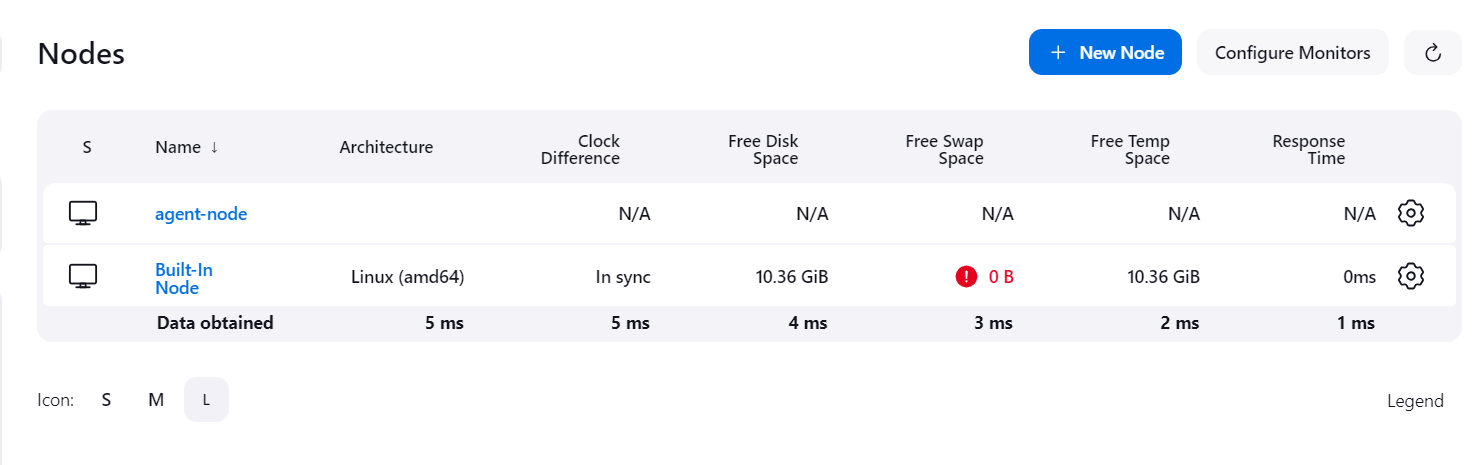 Nodes
+ New Node
Configure Monitors
S Name ↓ Architecture Clock Difference Free Disk Space Free Swap Space Free Temp Space Response Time
agent-node N/A N/A N/A N/A N/A
Built-In Node Linux (amd64) In sync 10.36 GiB ! 0 B 10.36 GiB 0ms
Data obtained 5 ms 5 ms 4 ms 3 ms 2 ms 1 ms
Icon: S M L
Legend